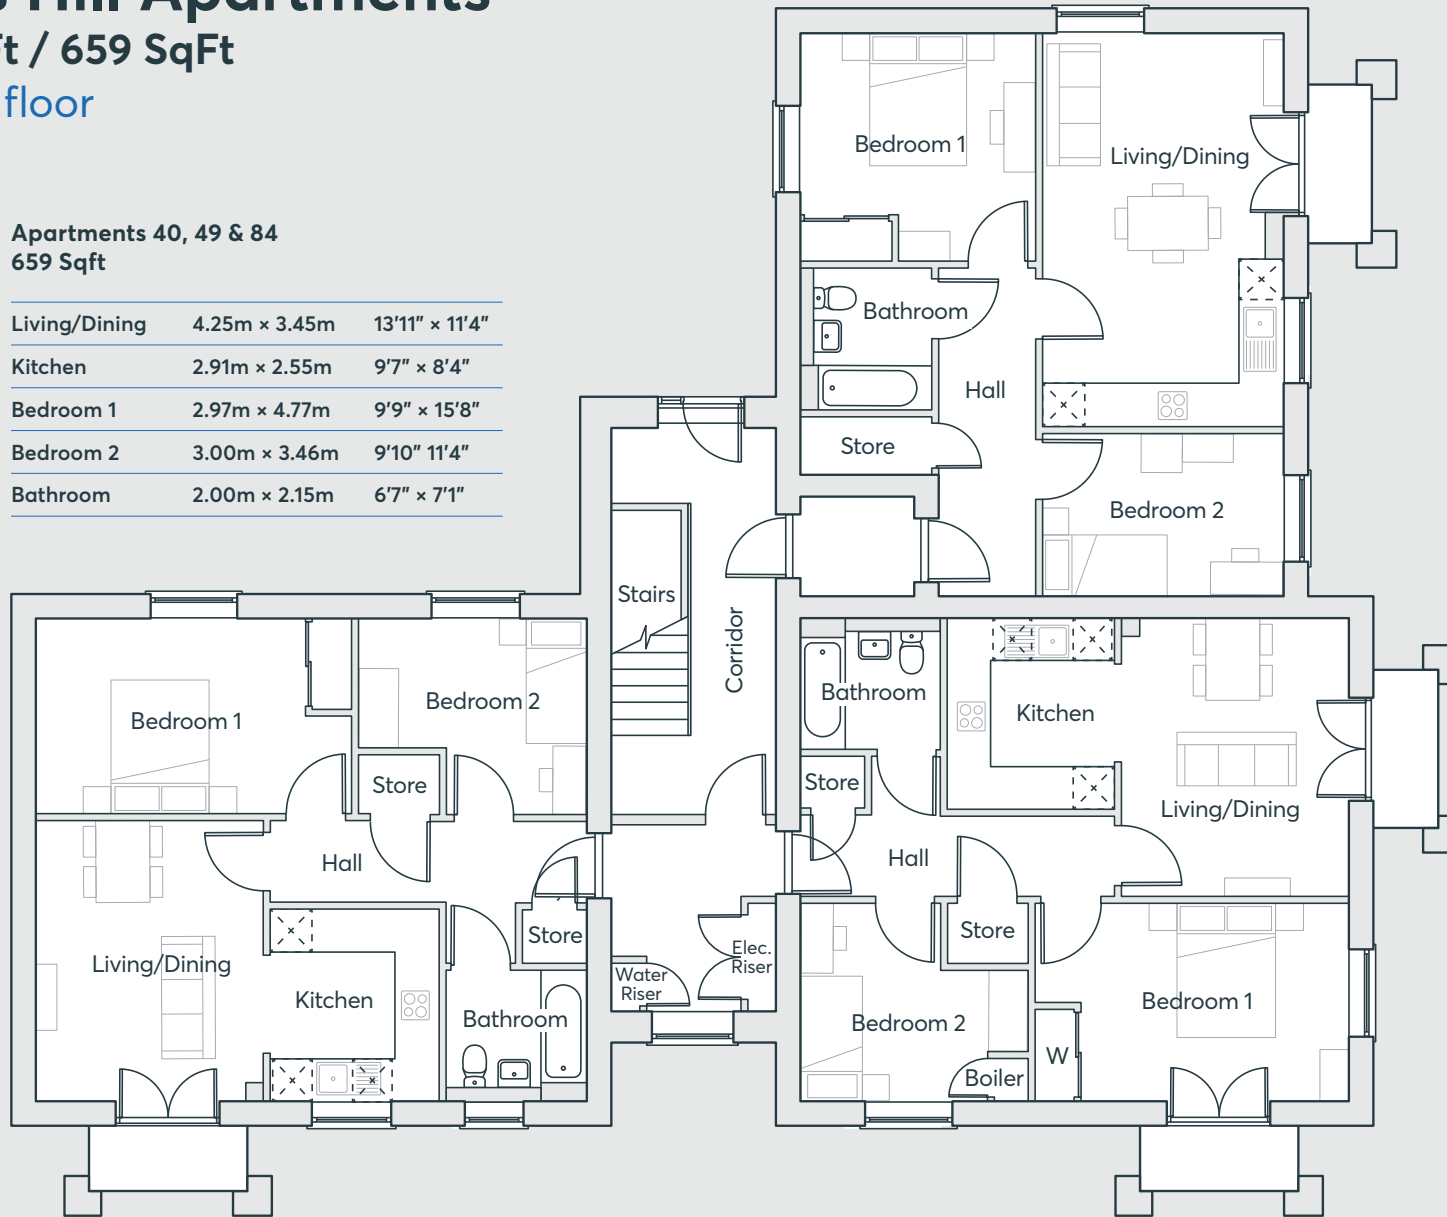 Hill Apartments
/ 659 SqFt
floor
Apartments 40, 49 & 84
659 Sqft
Living/Dining 4.25m × 3.45m 13'11" × 11'4"
Kitchen 2.91m × 2.55m 9'7" × 8'4"
Bedroom 1 2.97m × 4.77m 9'9" × 15'8"
Bedroom 2 3.00m × 3.46m 9'10" 11'4"
Bathroom 2.00m × 2.15m 6'7" × 7'1"
Bedroom 1
Living/Dining
Bathroom
Hall
Store
Bedroom 2
Stairs
Corridor
Bedroom 1
Bedroom 2
Store
Hall
Living/Dining
Kitchen
Store
Bathroom
Water
Riser
Elec.
Riser
Bathroom
Kitchen
Store
Living/Dining
Hall
Store
Bedroom 2
Bedroom 1
W
Boiler